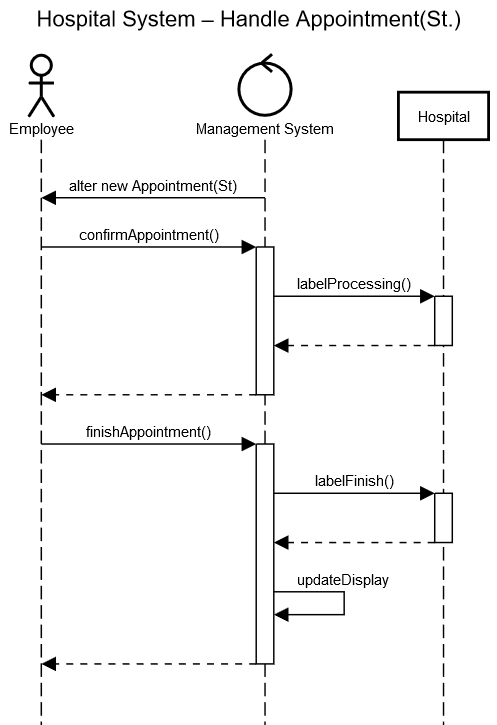 Hospital System – Handle Appointment(St.)
Employee
Management System
Hospital
alter new Appointment(St)
confirmAppointment()
labelProcessing()
finishAppointment()
labelFinish()
updateDisplay